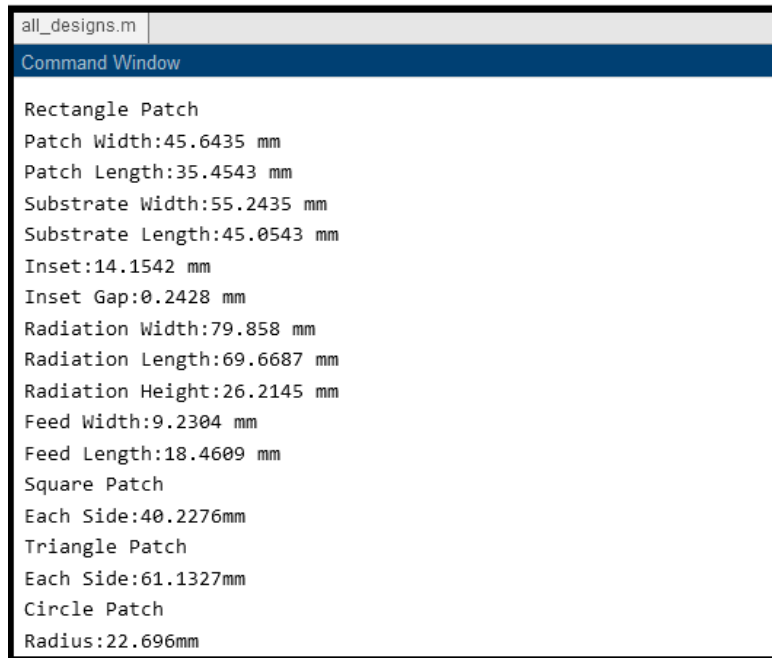 all_designs.m
Command Window
Rectangle Patch
Patch Width:45.6435 mm
Patch Length:35.4543 mm
Substrate Width:55.2435 mm
Substrate Length:45.0543 mm
Inset:14.1542 mm
Inset Gap:0.2428 mm
Radiation Width:79.858 mm
Radiation Length:69.6687 mm
Radiation Height:26.2145 mm
Feed Width:9.2304 mm
Feed Length:18.4609 mm
Square Patch
Each Side:40.2276mm
Triangle Patch
Each Side:61.1327mm
Circle Patch
Radius:22.696mm